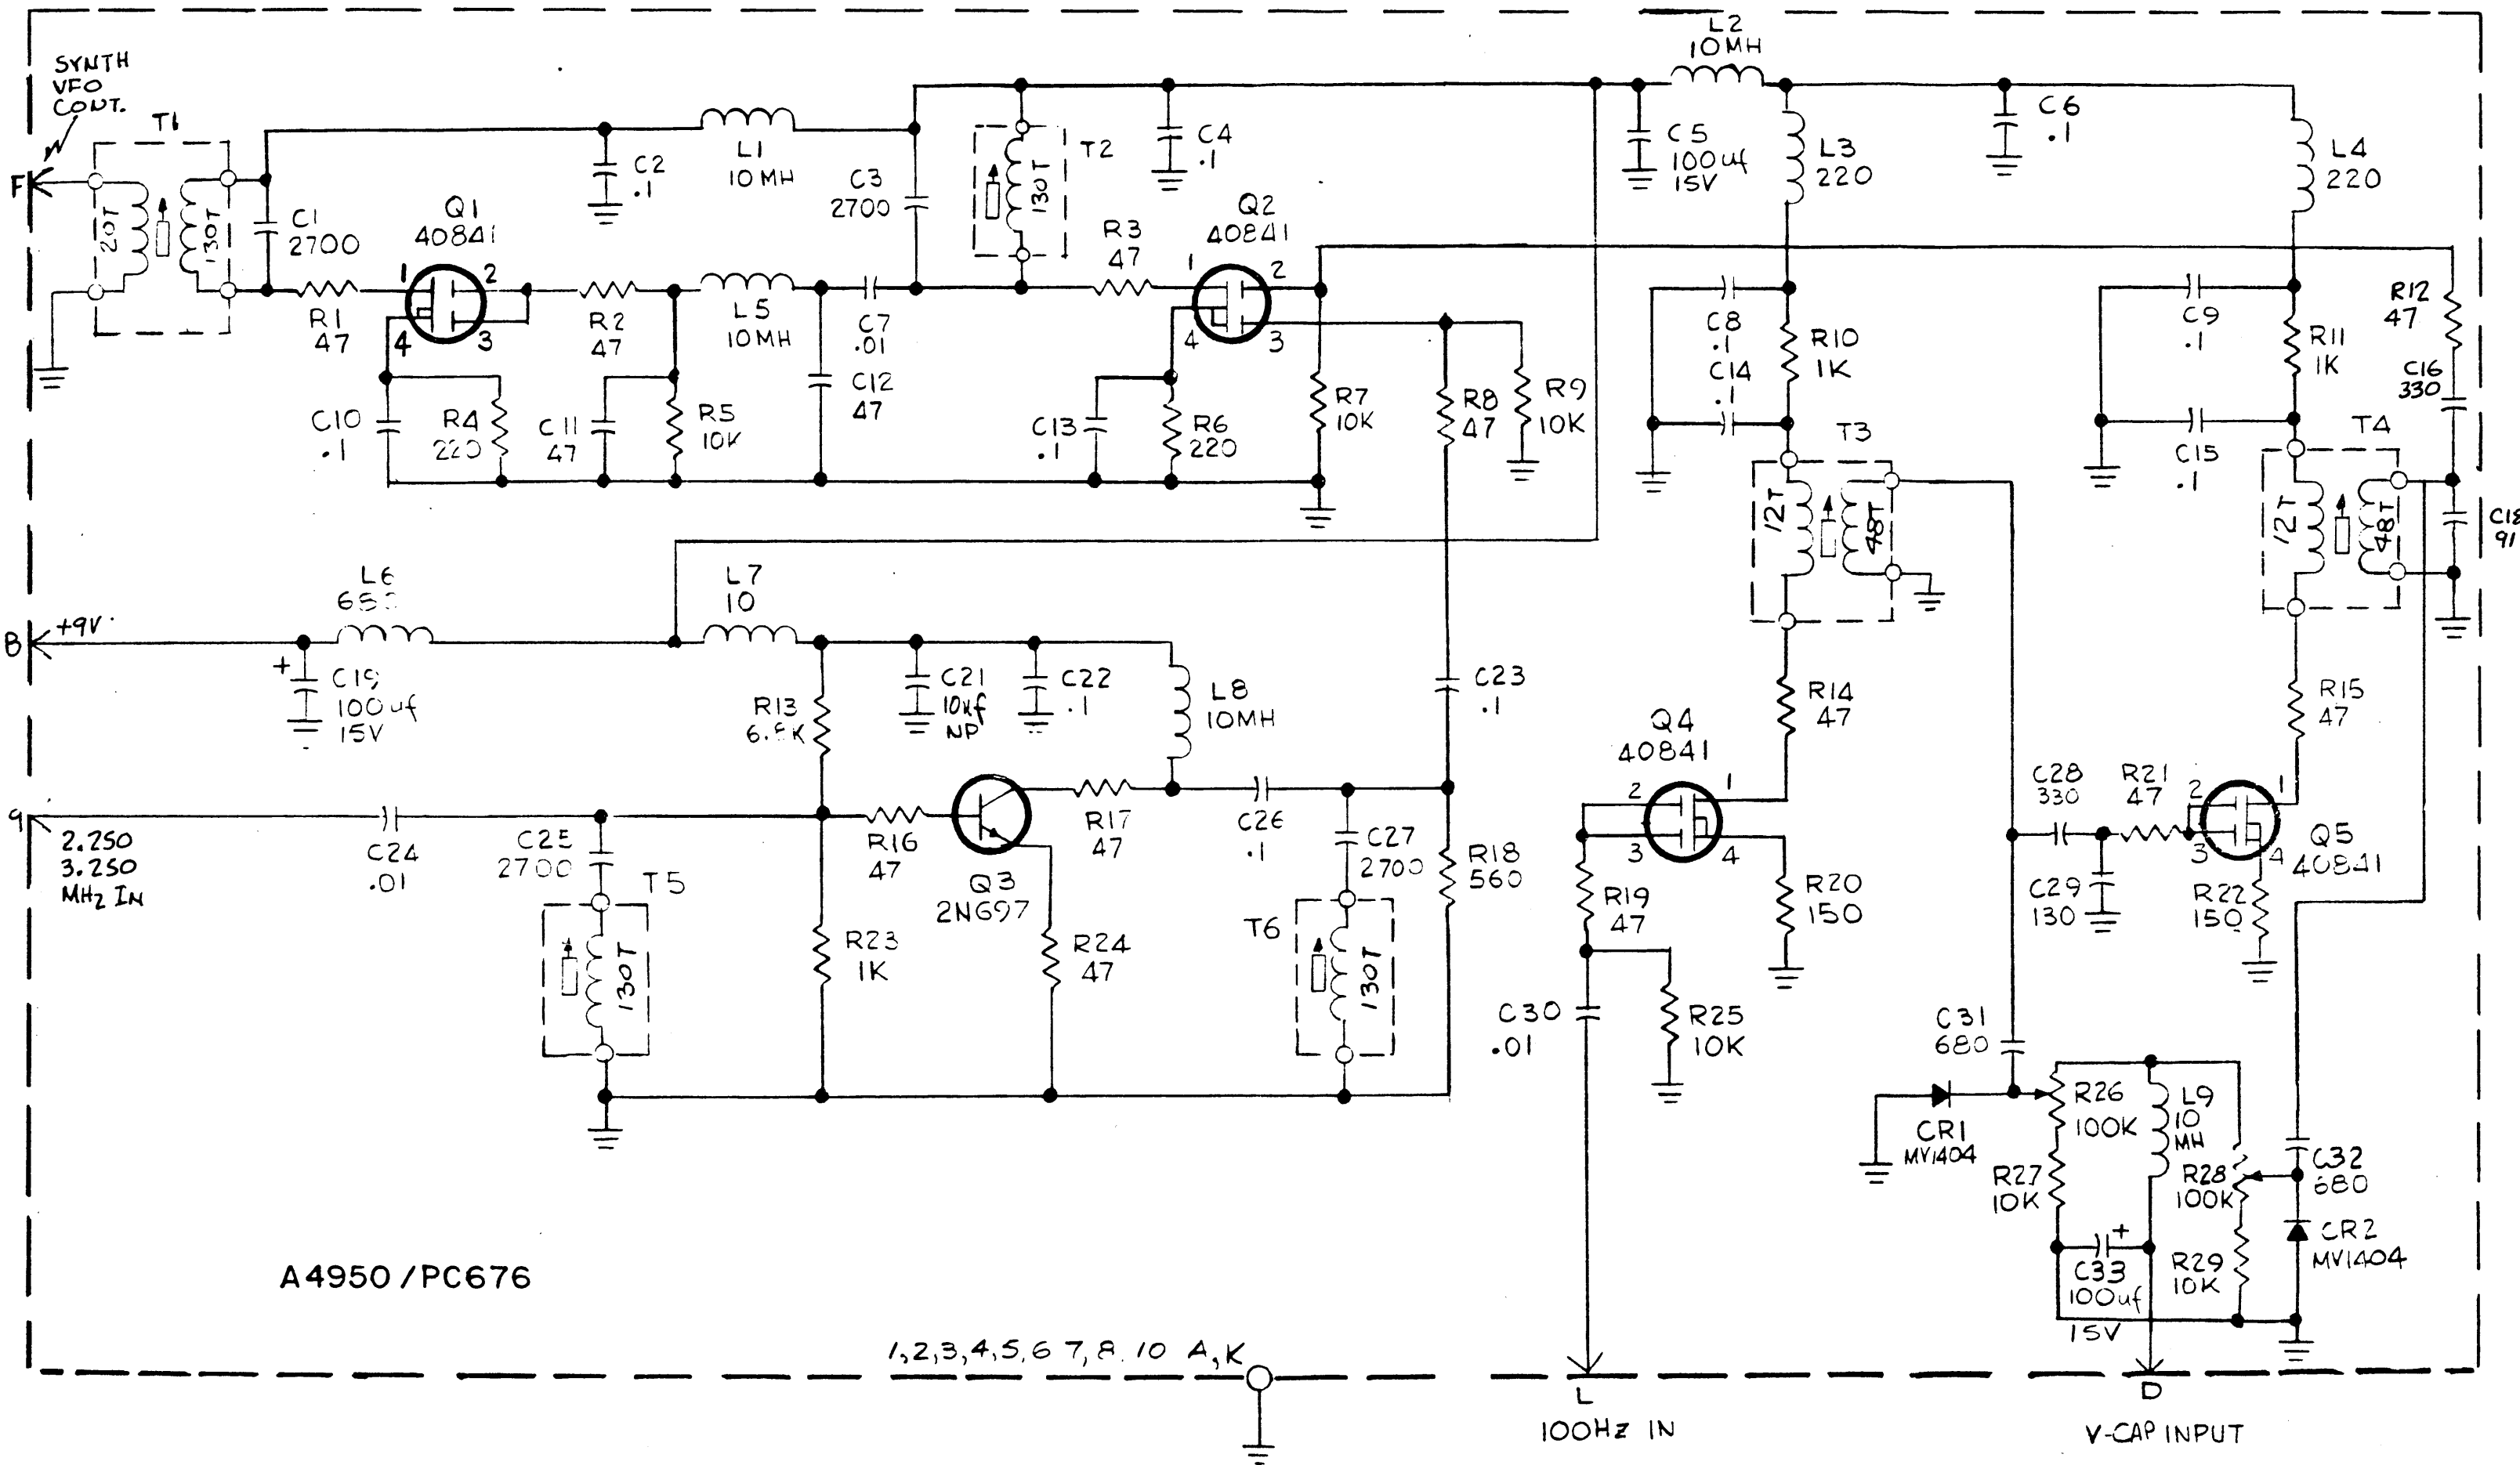 SYNTH
VFO
CONT.
F
T1
20T
130T
C1
2700
R1
47
Q1
40841
1
2
3
4
C2
.1
L1
10MH
C3
2700
T2
130T
C4
.1
R3
47
Q2
40841
1
2
3
4
R2
47
L5
10MH
C7
.01
C12
47
C10
.1
R4
220
C11
47
R5
10K
C13
.1
R6
220
R7
10K
R8
47
R9
10K
L2
10MH
C5
100uf
15V
L3
220
C6
.1
L4
220
C8
.1
C14
.1
R10
1K
C9
.1
R11
1K
C15
.1
R12
47
C16
330
T3
12T
48T
T4
12T
48T
C18
91
B
+9V
L6
C19
100uf
15V
+
L7
10
R13
C21
10uf
NP
C22
.1
L8
10MH
C23
.1
9
2.250
3.250
MHz IN
C24
.01
C25
2700
T5
130T
R16
47
Q3
2N697
R17
47
C26
.1
C27
2700
R18
560
T6
130T
R23
1K
R24
47
Q4
40841
2
1
3
4
R14
47
R19
47
R20
150
C30
.01
R25
10K
C28
330
R21
47
2
1
3
4
Q5
40841
R15
47
C29
130
R22
150
C31
680
CR1
MV1404
R26
100K
L9
10
MH
R27
10K
R28
100K
C32
680
C33
100uf
15V
+
R29
10K
CR2
MV1404
A4950/PC676
1,2,3,4,5,6 7,8.10 A,K
L
100HZ IN
D
V-CAP INPUT